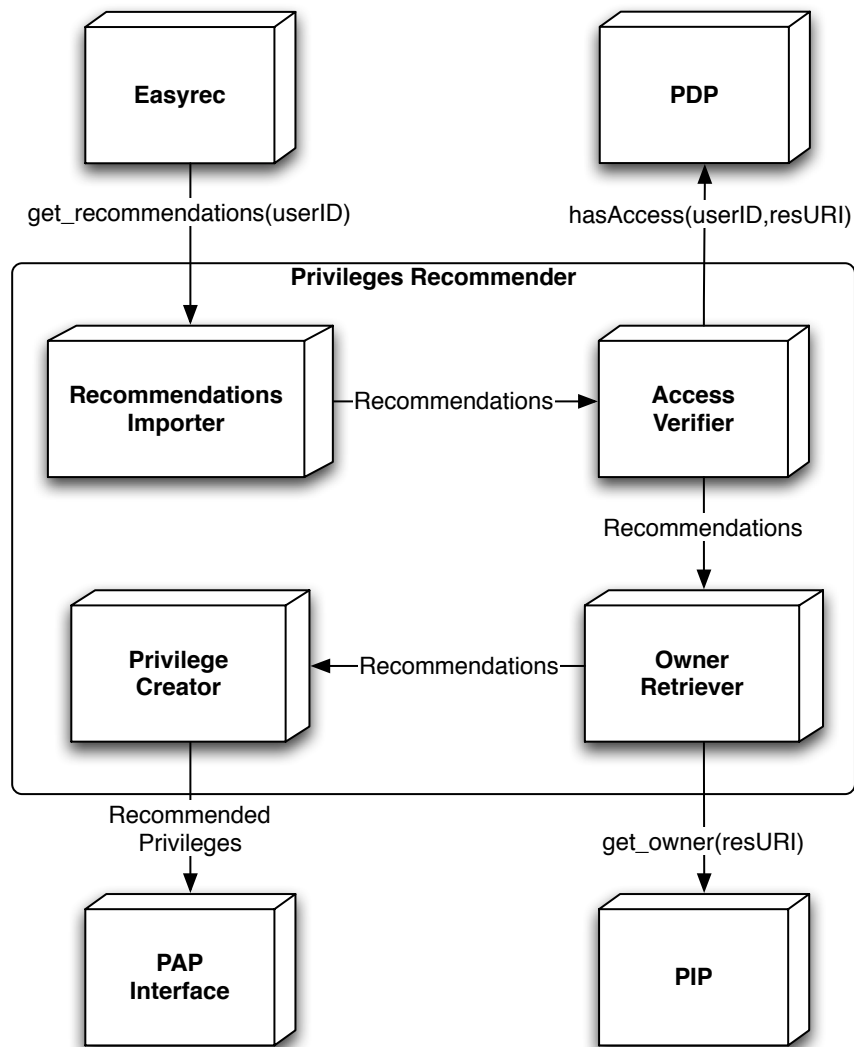 Easyrec
PDP
get_recommendations(userID)
hasAccess(userID,resURI)
Privileges Recommender
Recommendations
Importer
Recommendations
Access
Verifier
Recommendations
Privilege
Creator
Recommendations
Owner
Retriever
Recommended
Privileges
get_owner(resURI)
PAP
Interface
PIP